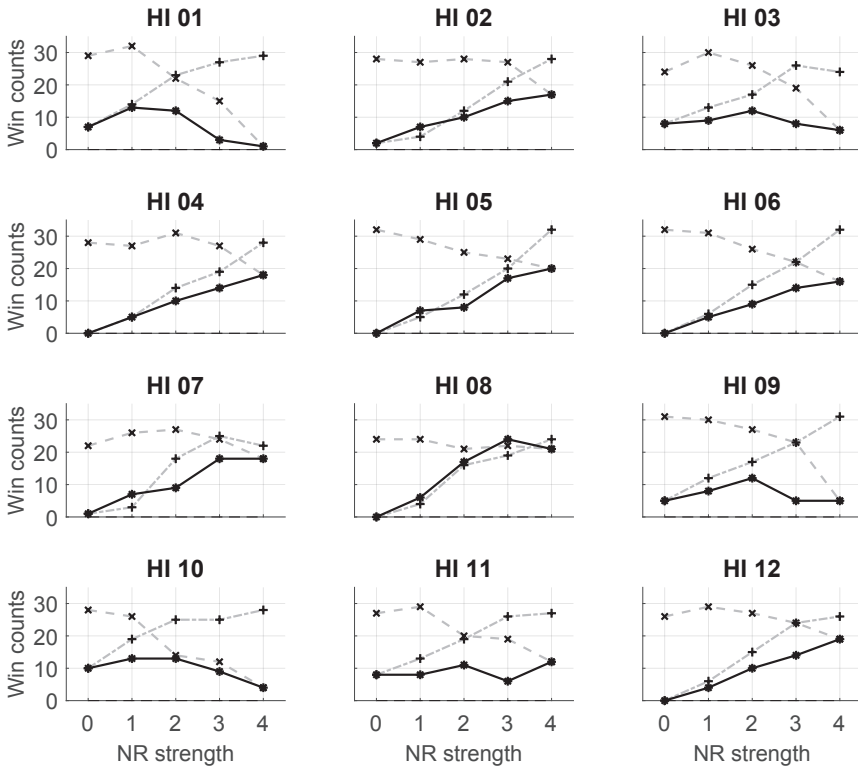 HI 01 HI 02 HI 03
Win counts
30
20
10
0
HI 04 HI 05 HI 06
Win counts
30
20
10
0
HI 07 HI 08 HI 09
Win counts
30
20
10
0
HI 10 HI 11 HI 12
Win counts
30
20
10
0
0 1 2 3 4 0 1 2 3 4 0 1 2 3 4
NR strength NR strength NR strength